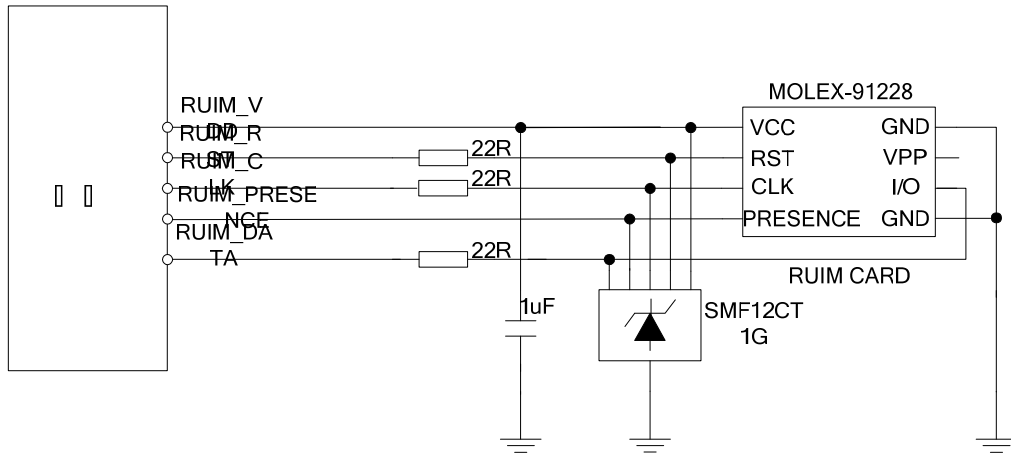 MOLEX-91228
RUIM_V
DD
RUIM_R
ST
RUIM_C
LK
RUIM_PRESE
NCE
RUIM_DA
TA
22R
22R
22R
VCC
GND
RST
VPP
CLK
I/O
PRESENCE
GND
RUIM CARD
1uF
SMF12CT
1G